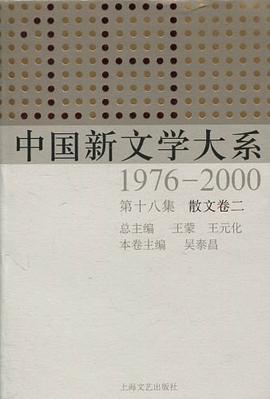 中国新文学大系
1976-2000
第十八集 散文卷二
总主编 王蒙 王元化
本卷主编 吴泰昌
上海文艺出版社